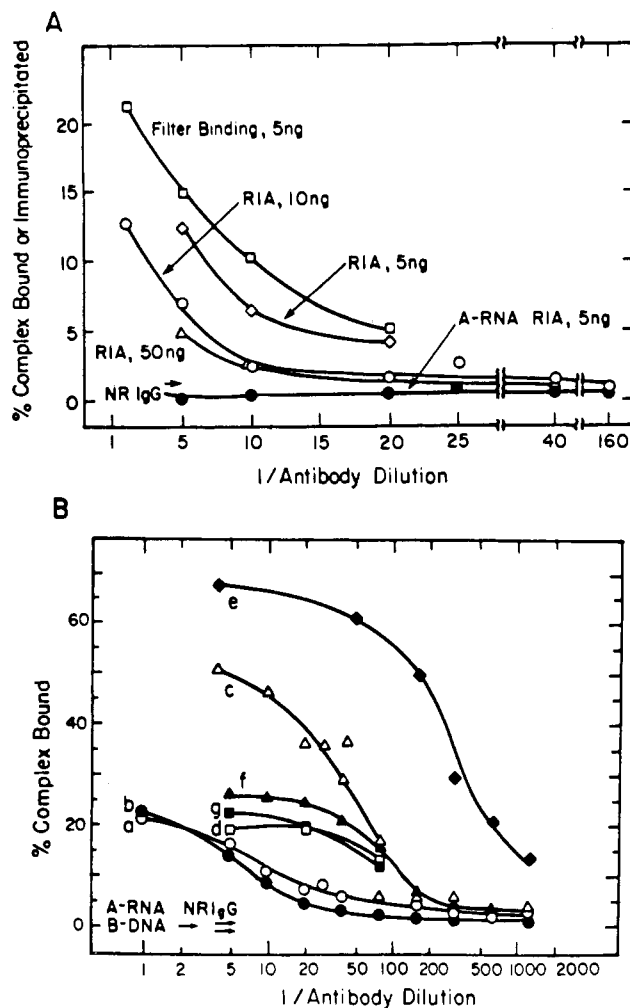 A
% Complex Bound or Immunoprecipitated
20
15
10
5
0
Filter Binding, 5ng
RIA, 10ng
RIA, 5ng
A-RNA RIA, 5ng
RIA, 50ng
NR IgG →
1 5 10 15 20 25 40 160
1/Antibody Dilution
B
% Complex Bound
60
40
20
0
e
c
f
g
d
b
a
A-RNA NRIgG
B-DNA → →
1 5 10 20 50 100 200 500 1000
1/Antibody Dilution